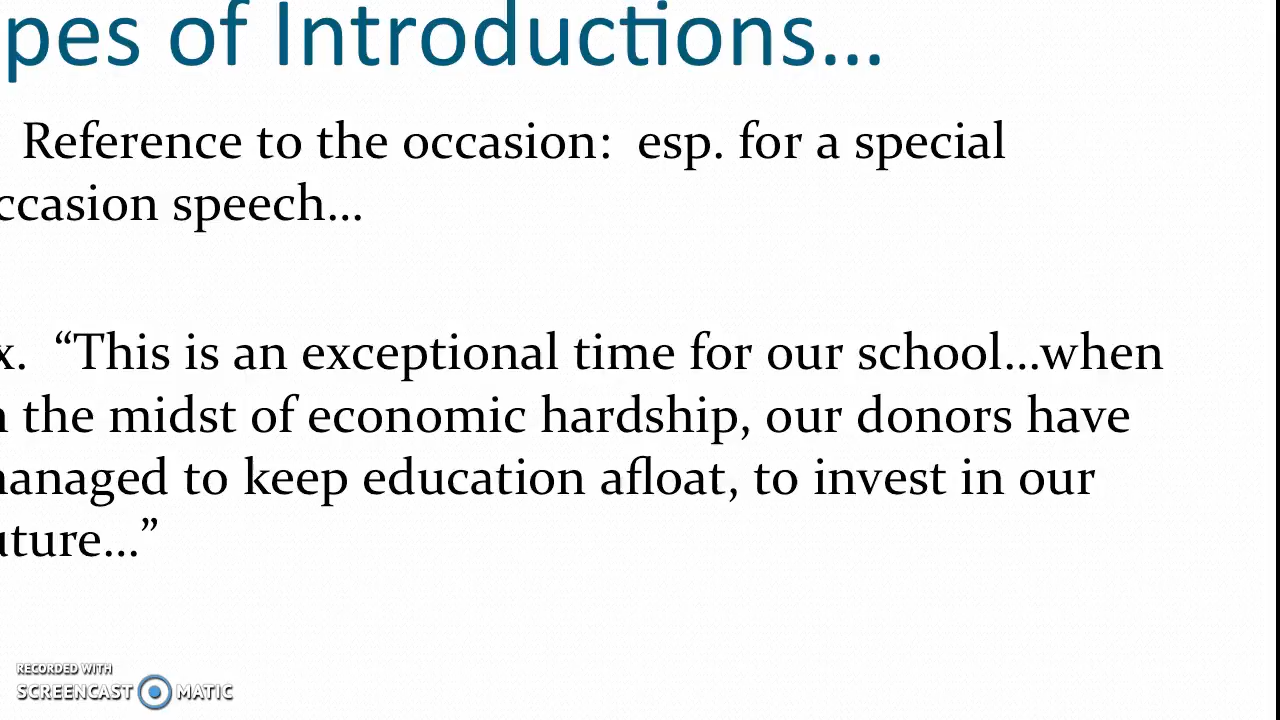 pes of Introductions...
Reference to the occasion: esp. for a special
ccasion speech...
x. “This is an exceptional time for our school...when
the midst of economic hardship, our donors have
anaged to keep education afloat, to invest in our
uture...”
RECORDED WITH
SCREENCAST MATIC